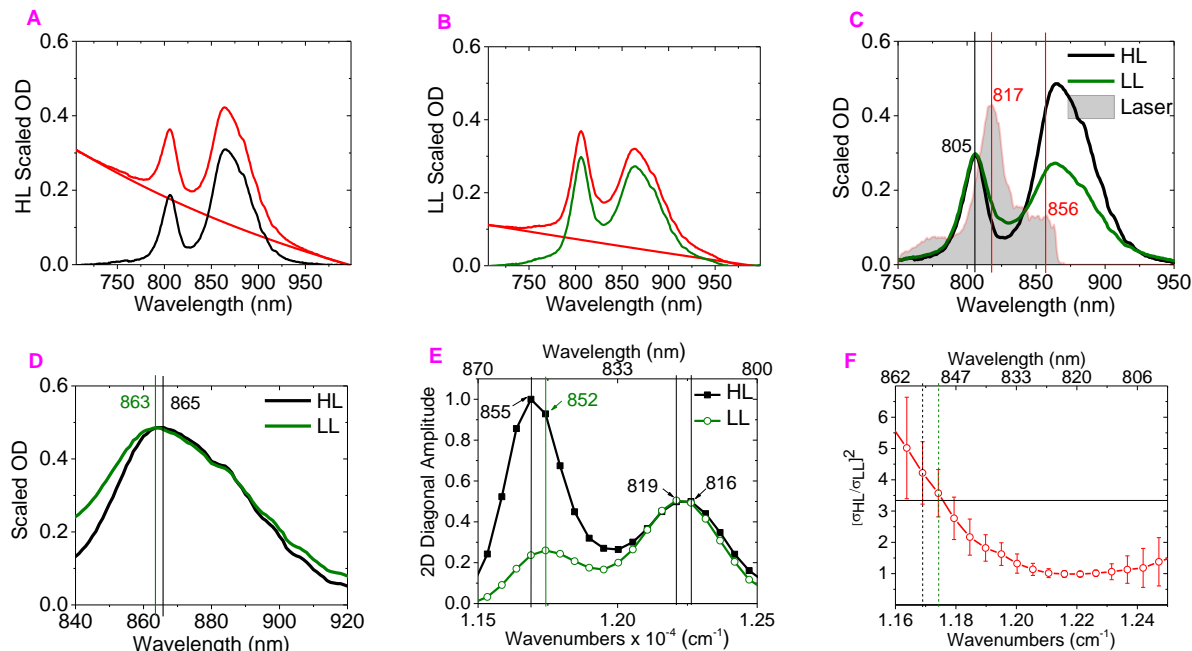 A
HL Scaled OD
0.6
0.4
0.2
0.0
750 800 850 900 950
Wavelength (nm)
B
LL Scaled OD
0.6
0.4
0.2
0.0
750 800 850 900 950
Wavelength (nm)
C
Scaled OD
0.6
0.4
0.2
0.0
HL
LL
Laser
817
805
856
750 800 850 900 950
Wavelength (nm)
D
Scaled OD
0.6
0.4
0.2
0.0
863 865
HL
LL
840 860 880 900 920
Wavelength (nm)
E
Wavelength (nm)
870 833 800
2D Diagonal Amplitude
1.0
0.8
0.6
0.4
0.2
0.0
HL
LL
855
852
819
816
1.15 1.20 1.25
Wavenumbers x 10⁻⁴ (cm⁻¹)
F
Wavelength (nm)
862 847 833 820 806
[σHL/σLL]²
6
5
4
3
2
1
1.16 1.18 1.20 1.22 1.24
Wavenumbers (cm⁻¹)